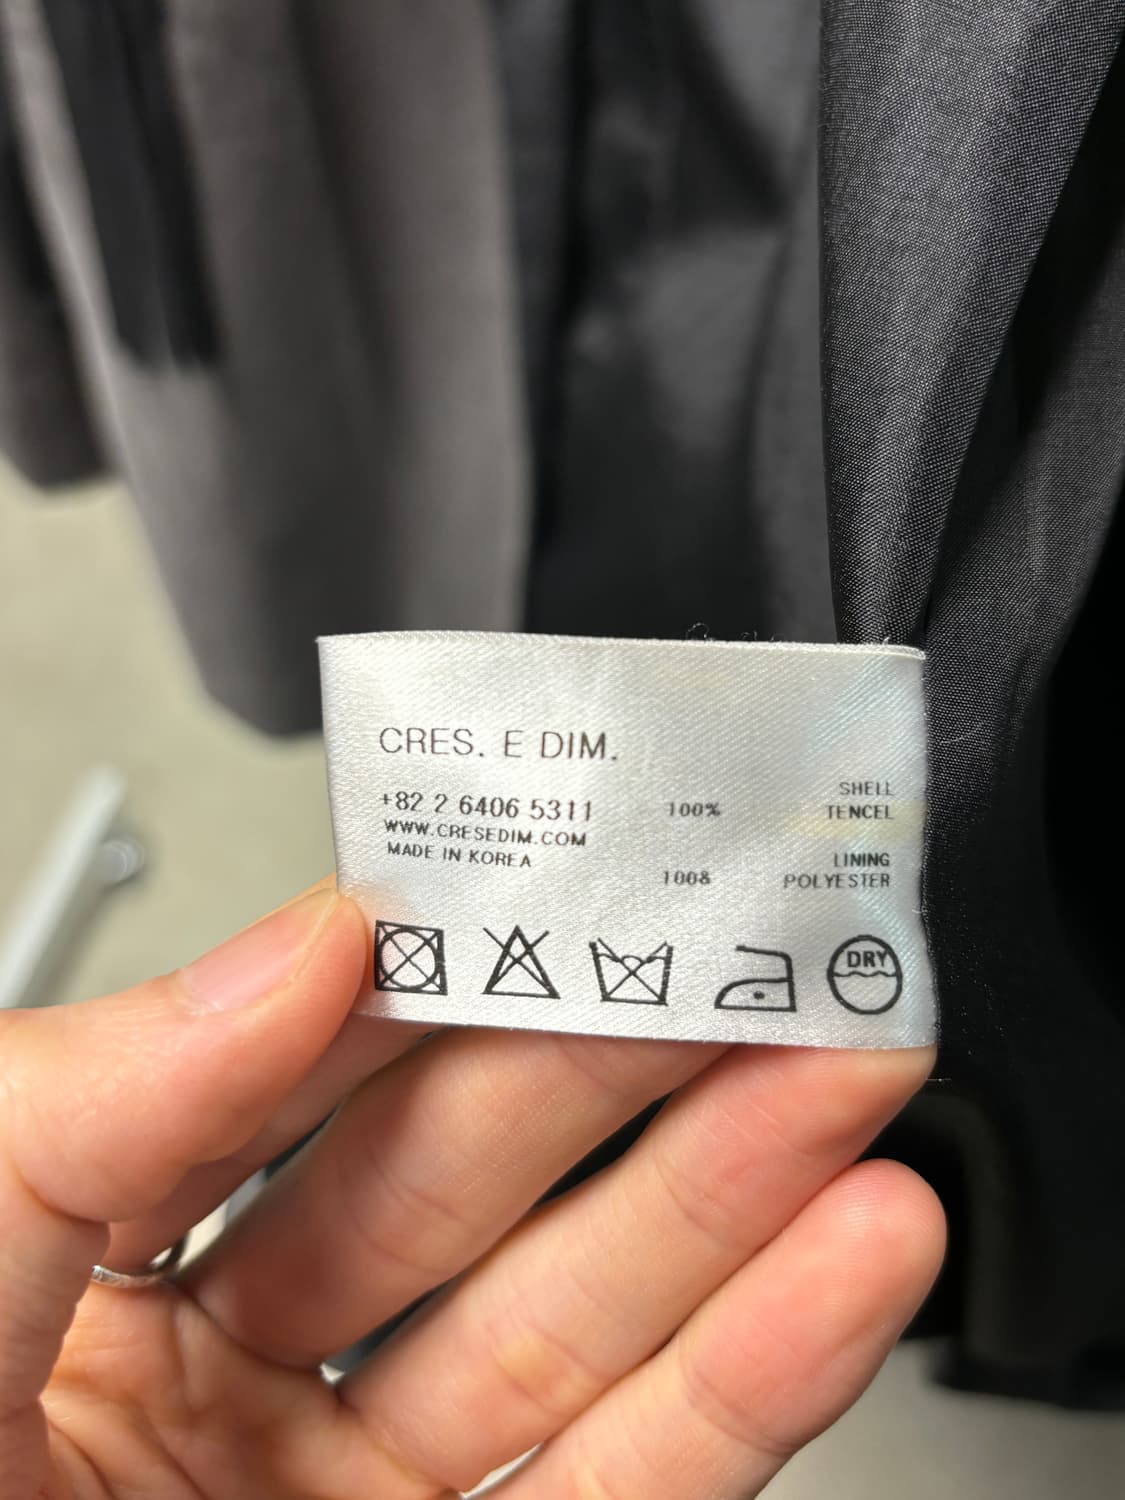 CRES. E DIM.
+82 2 6406 5311
WWW.CRESEDIM.COM
MADE IN KOREA
SHELL
100% TENCEL
LINING
100& POLYESTER
DRY